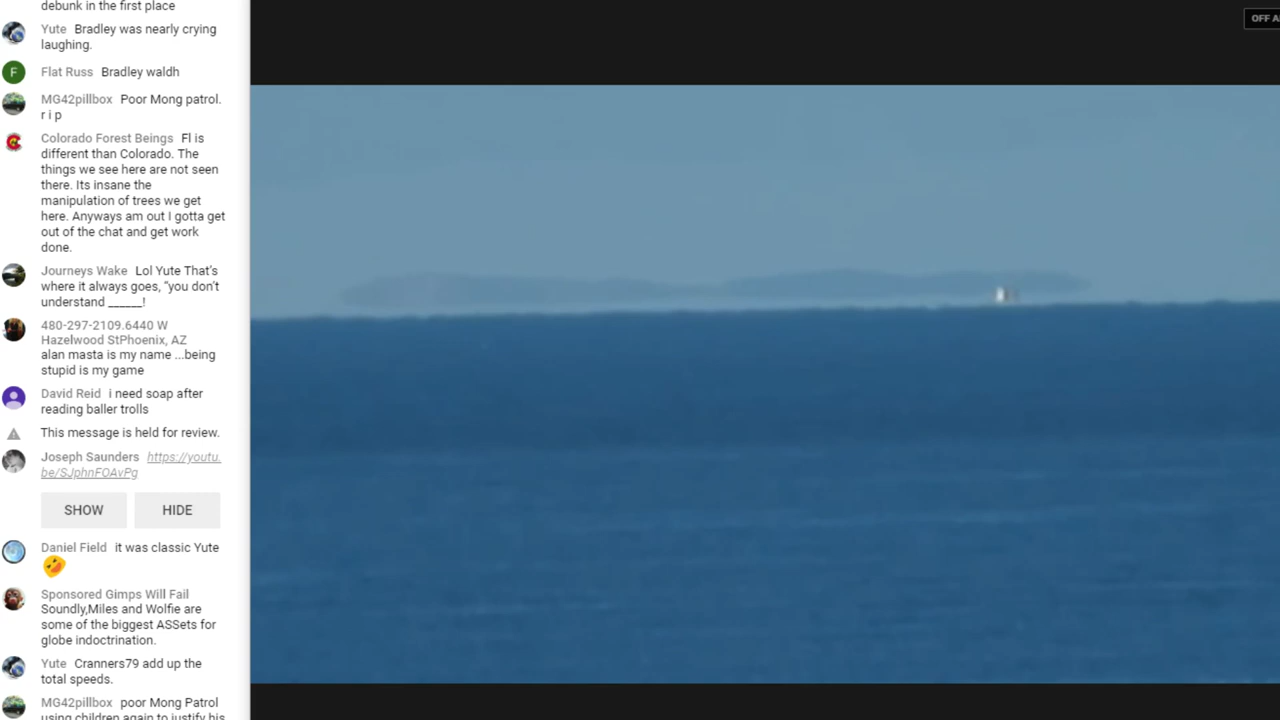 debunk in the first place
Yute Bradley was nearly crying
laughing.
Flat Russ Bradley waldh
F
MG42pillbox Poor Mong patrol.
r i p
Colorado Forest Beings Fl is
different than Colorado. The
things we see here are not seen
there. Its insane the
manipulation of trees we get
here. Anyways am out I gotta get
out of the chat and get work
done.
Journeys Wake Lol Yute That's
where it always goes, “you don't
understand ______!
480-297-2109.6440 W
Hazelwood StPhoenix, AZ
alan masta is my name ...being
stupid is my game
David Reid i need soap after
reading baller trolls
This message is held for review.
Joseph Saunders https://youtu.
be/SJphnFOAvPg
SHOW HIDE
Daniel Field it was classic Yute
Sponsored Gimps Will Fail
Soundly,Miles and Wolfie are
some of the biggest ASSets for
globe indoctrination.
Yute Cranners79 add up the
total speeds.
MG42pillbox poor Mong Patrol
using children again to justify his
OFF A